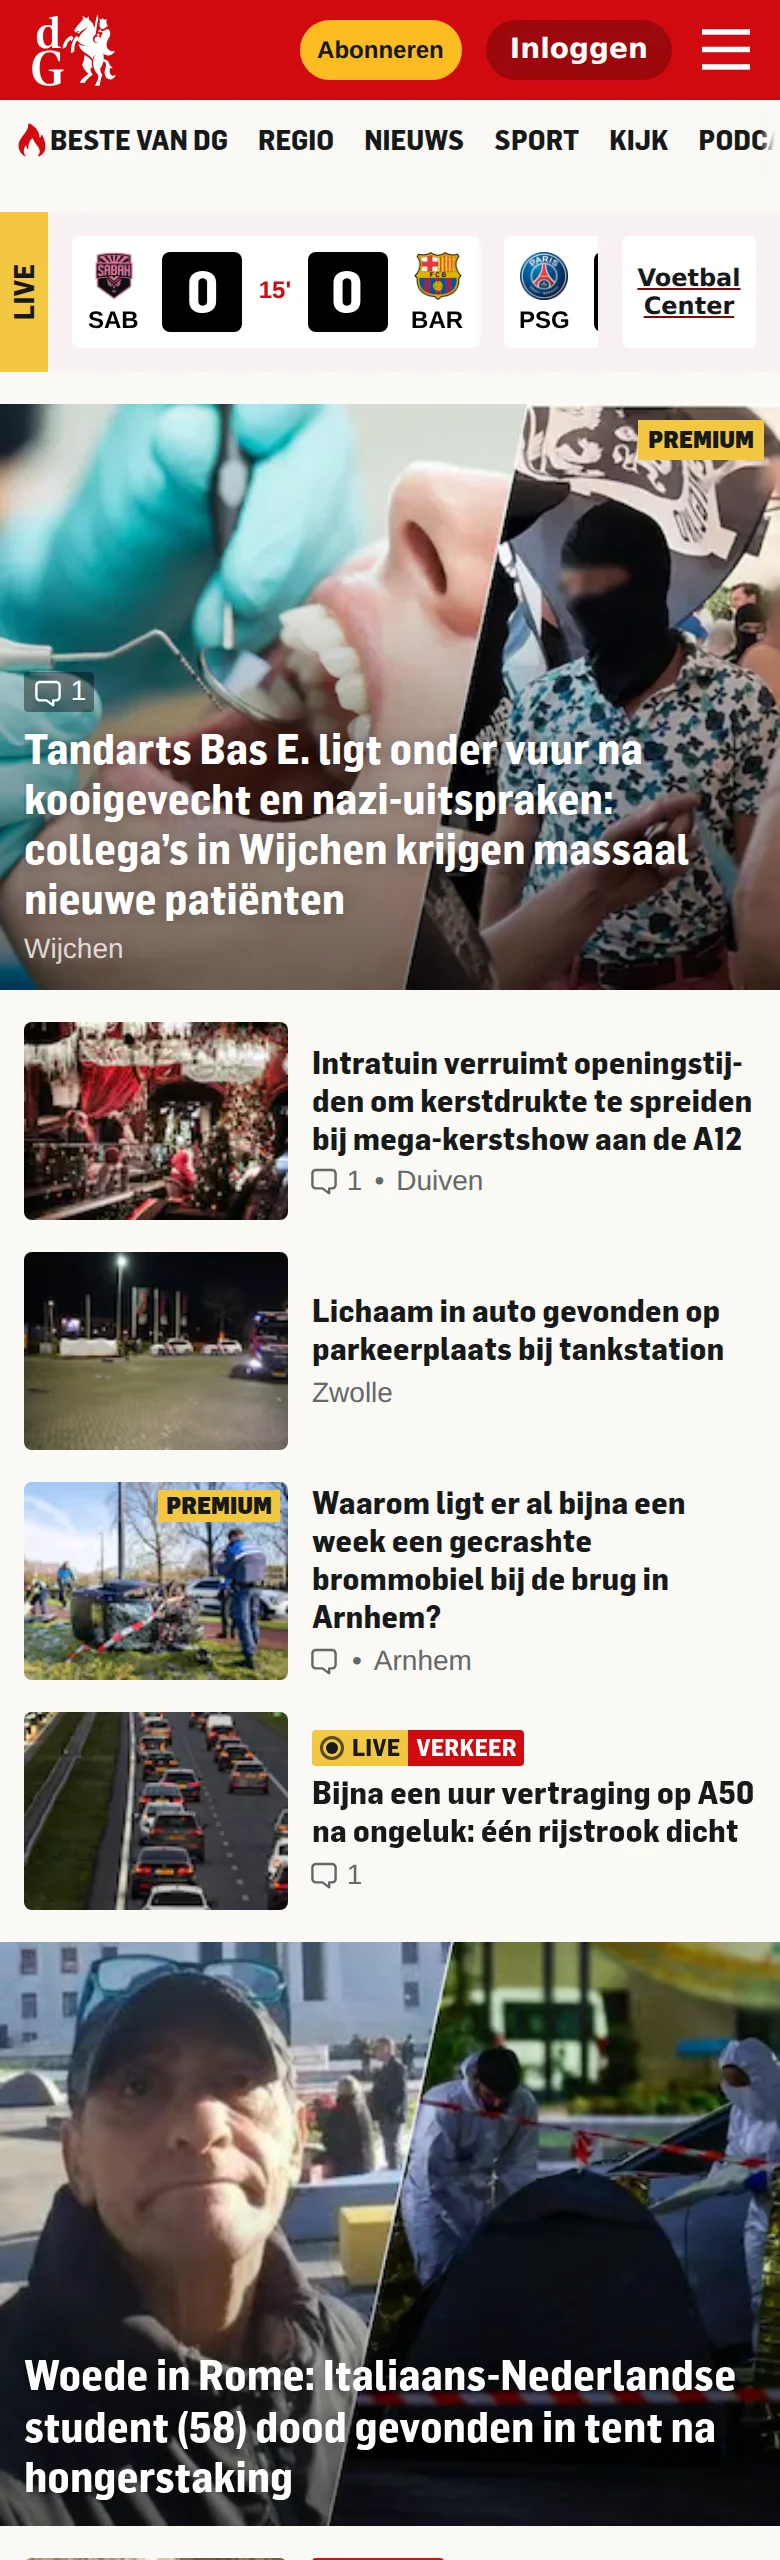 dG
Abonneren
Inloggen
BESTE VAN DG REGIO NIEUWS SPORT KIJK PODCA
LIVE
SABAH
SAB
0
15'
0
FCB
BAR
PARIS
PSG
Voetbal
Center
PREMIUM
1
Tandarts Bas E. ligt onder vuur na
kooigevecht en nazi-uitspraken:
collega’s in Wijchen krijgen massaal
nieuwe patiënten
Wijchen
Intratuin verruimt openingstij-
den om kerstdrukte te spreiden
bij mega-kerstshow aan de A12
1 • Duiven
Lichaam in auto gevonden op
parkeerplaats bij tankstation
Zwolle
PREMIUM
Waarom ligt er al bijna een
week een gecrashte
brommobiel bij de brug in
Arnhem?
• Arnhem
LIVE VERKEER
Bijna een uur vertraging op A50
na ongeluk: één rijstrook dicht
1
Woede in Rome: Italiaans-Nederlandse
student (58) dood gevonden in tent na
hongerstaking